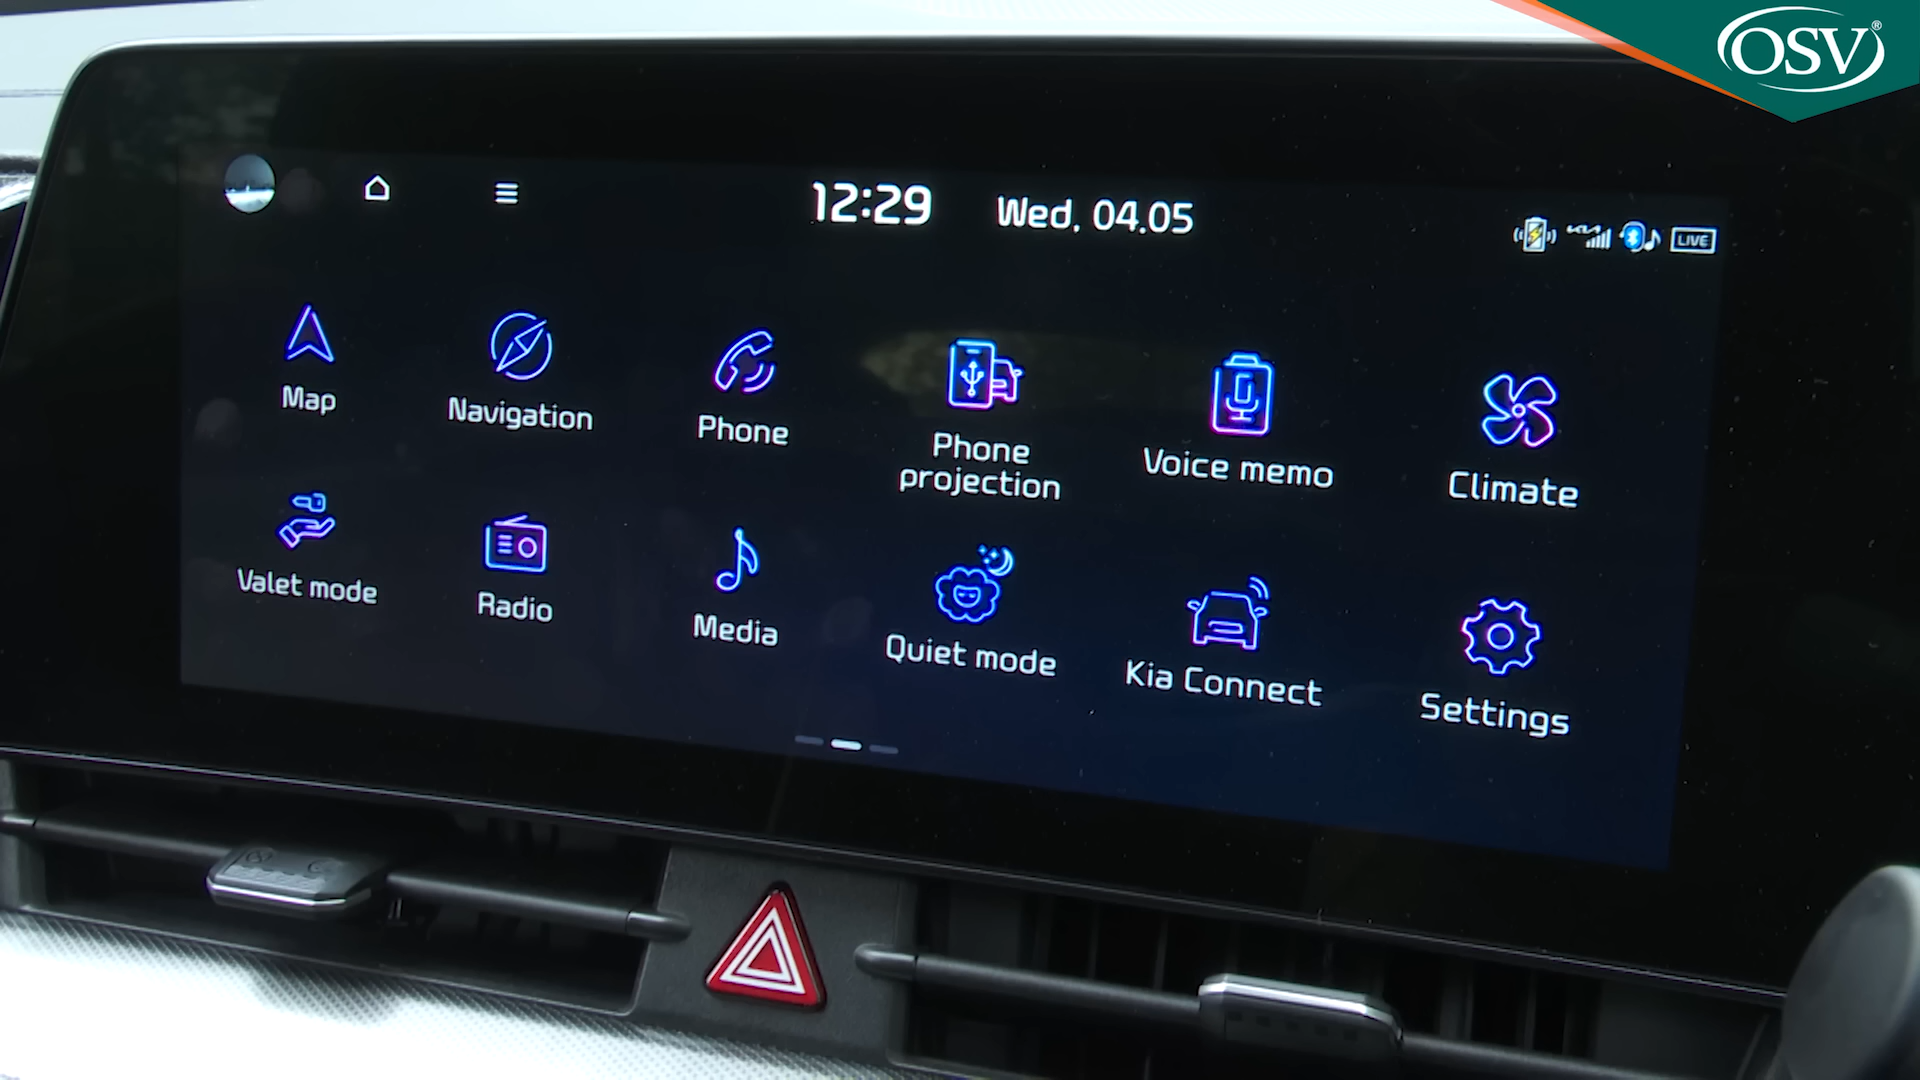 OSV®
12:29 Wed, 04.05
LIVE
Map
Navigation
Phone
Phone
projection
Voice memo
Climate
Valet mode
Radio
Media
Quiet mode
Kia Connect
Settings